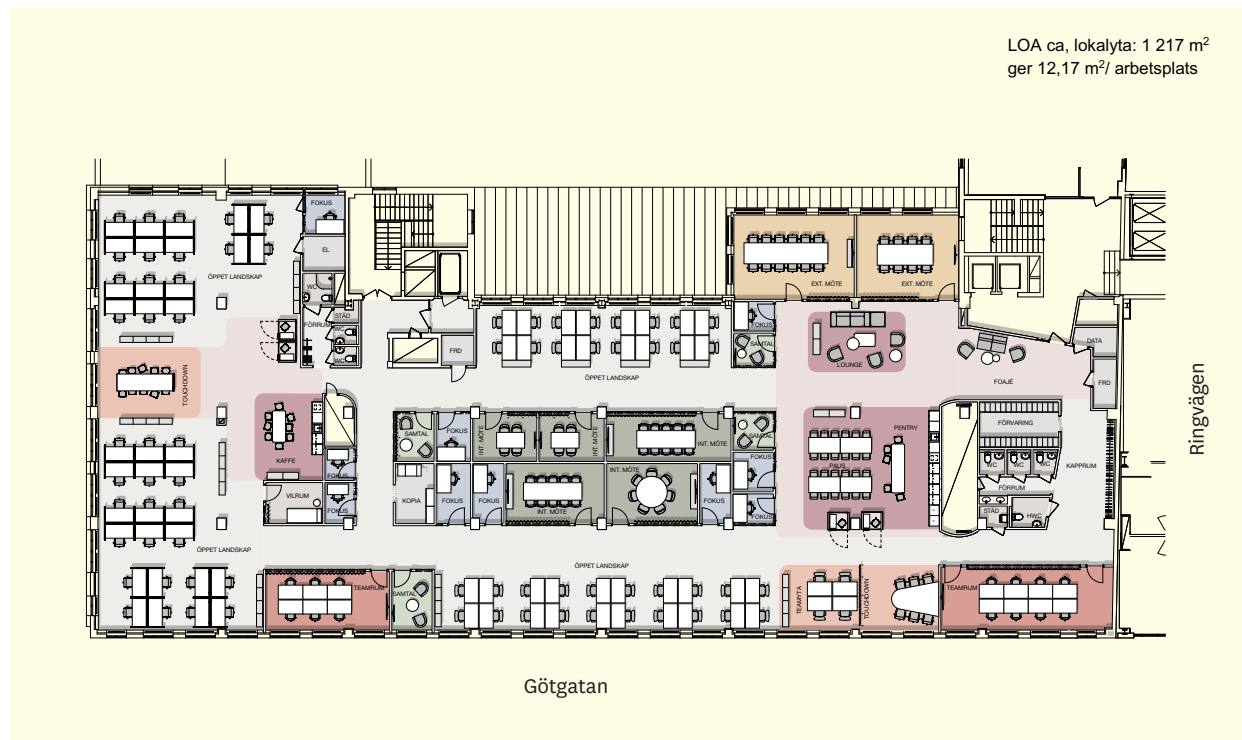 LOA ca, lokalyta: 1 217 m²
ger 12,17 m²/ arbetsplats
FOKUS
EL
ÖPPET LANDSKAP
WC
STÄD
FÖRRUM
WC
WC
TOUCHDOWN
KAFFE
VILRUM
FOKUS
FOKUS
ÖPPET LANDSKAP
FRD
ÖPPET LANDSKAP
EXT. MÖTE
EXT. MÖTE
FOKUS
SAMTAL
LOUNGE
FOAJÉ
DATA
FRD
SAMTAL
FOKUS
INT. MÖTE
INT. MÖTE
INT. MÖTE
SAMTAL
KOPIA
FOKUS
FOKUS
INT. MÖTE
INT. MÖTE
FOKUS
FOKUS
FOKUS
PENTRY
PAUS
FÖRVARING
WC
WC
WC
KAPPRUM
FÖRRUM
STÄD
HWC
ÖPPET LANDSKAP
TEAMRUM
SAMTAL
TEAMYTA
TOUCHDOWN
TEAMRUM
Götgatan
Ringvägen